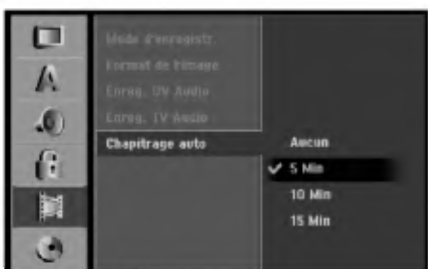 Mode d'enregistr.
Format de l'image
Enreg. DV Audio
Enreg. TV Audio
Chapitrage auto
Aucun
✓ 5 Min
10 Min
15 Min